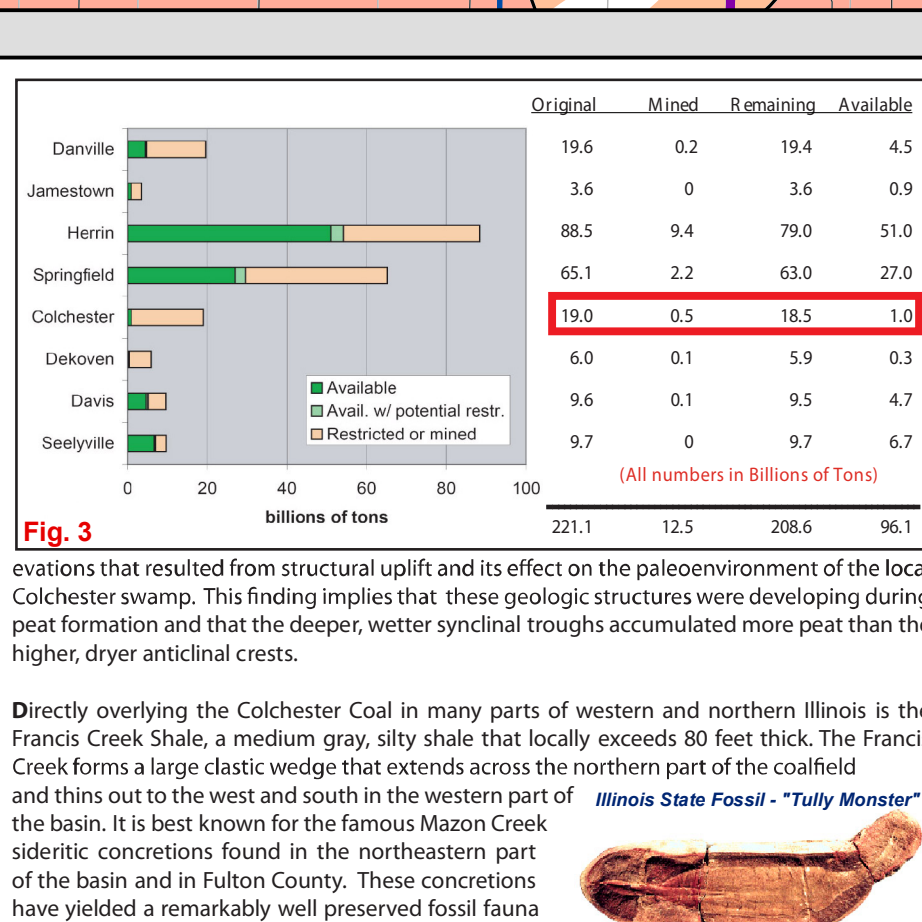 Original Mined Remaining Available
Danville 19.6 0.2 19.4 4.5
Jamestown 3.6 0 3.6 0.9
Herrin 88.5 9.4 79.0 51.0
Springfield 65.1 2.2 63.0 27.0
Colchester 19.0 0.5 18.5 1.0
Dekoven 6.0 0.1 5.9 0.3
Davis 9.6 0.1 9.5 4.7
Seelyville 9.7 0 9.7 6.7
Available
Avail. w/ potential restr.
Restricted or mined
(All numbers in Billions of Tons)
0 20 40 60 80 100
billions of tons
221.1 12.5 208.6 96.1
Fig. 3
evations that resulted from structural uplift and its effect on the paleoenvironment of the loca
Colchester swamp. This finding implies that these geologic structures were developing during
peat formation and that the deeper, wetter synclinal troughs accumulated more peat than the
higher, dryer anticlinal crests.
Directly overlying the Colchester Coal in many parts of western and northern Illinois is the
Francis Creek Shale, a medium gray, silty shale that locally exceeds 80 feet thick. The Franci
Creek forms a large clastic wedge that extends across the northern part of the coalfield
and thins out to the west and south in the western part of
the basin. It is best known for the famous Mazon Creek
sideritic concretions found in the northeastern part
of the basin and in Fulton County. These concretions
have yielded a remarkably well preserved fossil fauna
Illinois State Fossil - "Tully Monster"